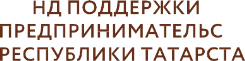 НД ПОДДЕРЖКИ
ПРЕДПРИНИМАТЕЛЬС
РЕСПУБЛИКИ ТАТАРСТА